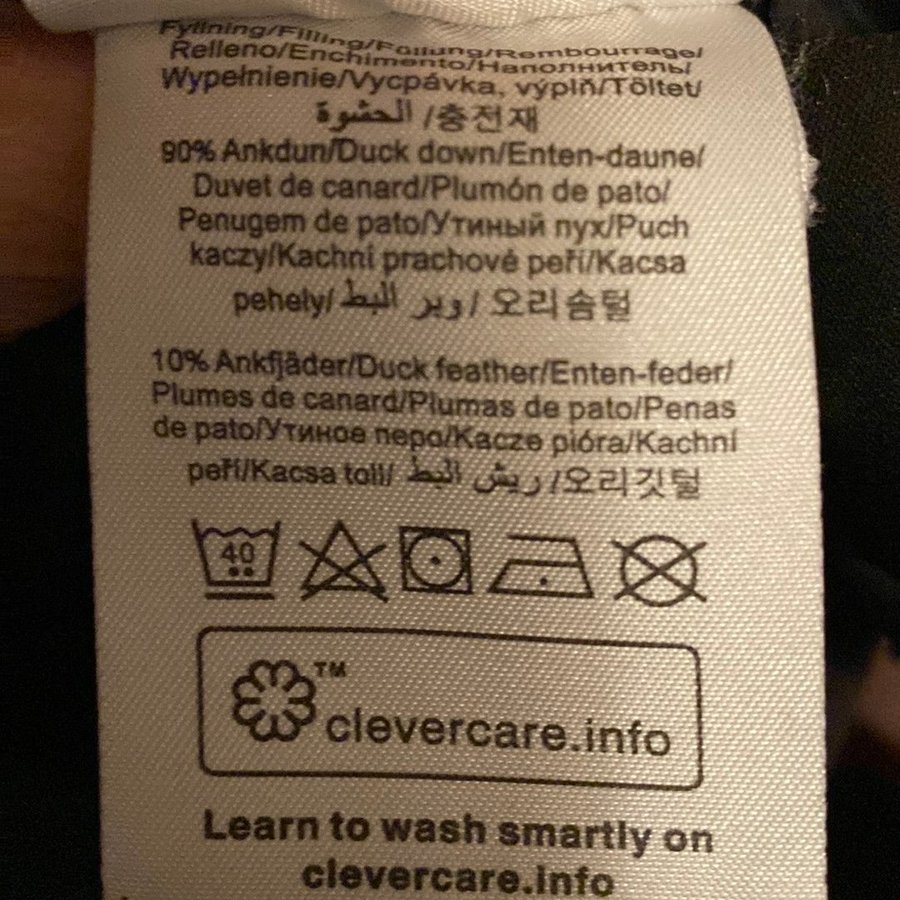 Fyllning/Filling/Füllung/Rembourrage/
Relleno/Enchimento/Наполнитель/
Wypełnienie/Vycpávka, výplň/Töltet/
الحشوة /충전재
90% Ankdun/Duck down/Enten-daune/
Duvet de canard/Plumón de pato/
Penugem de pato/Утиный пух/Puch
kaczy/Kachní prachové peří/Kacsa
pehely/ وبر البط / 오리솜털
10% Ankfjäder/Duck feather/Enten-feder/
Plumes de canard/Plumas de pato/Penas
de pato/Утиное перо/Kacze pióra/Kachní
peří/Kacsa toll/ ريش البط /오리깃털
40
TM
clevercare.info
Learn to wash smartly on
clevercare.info